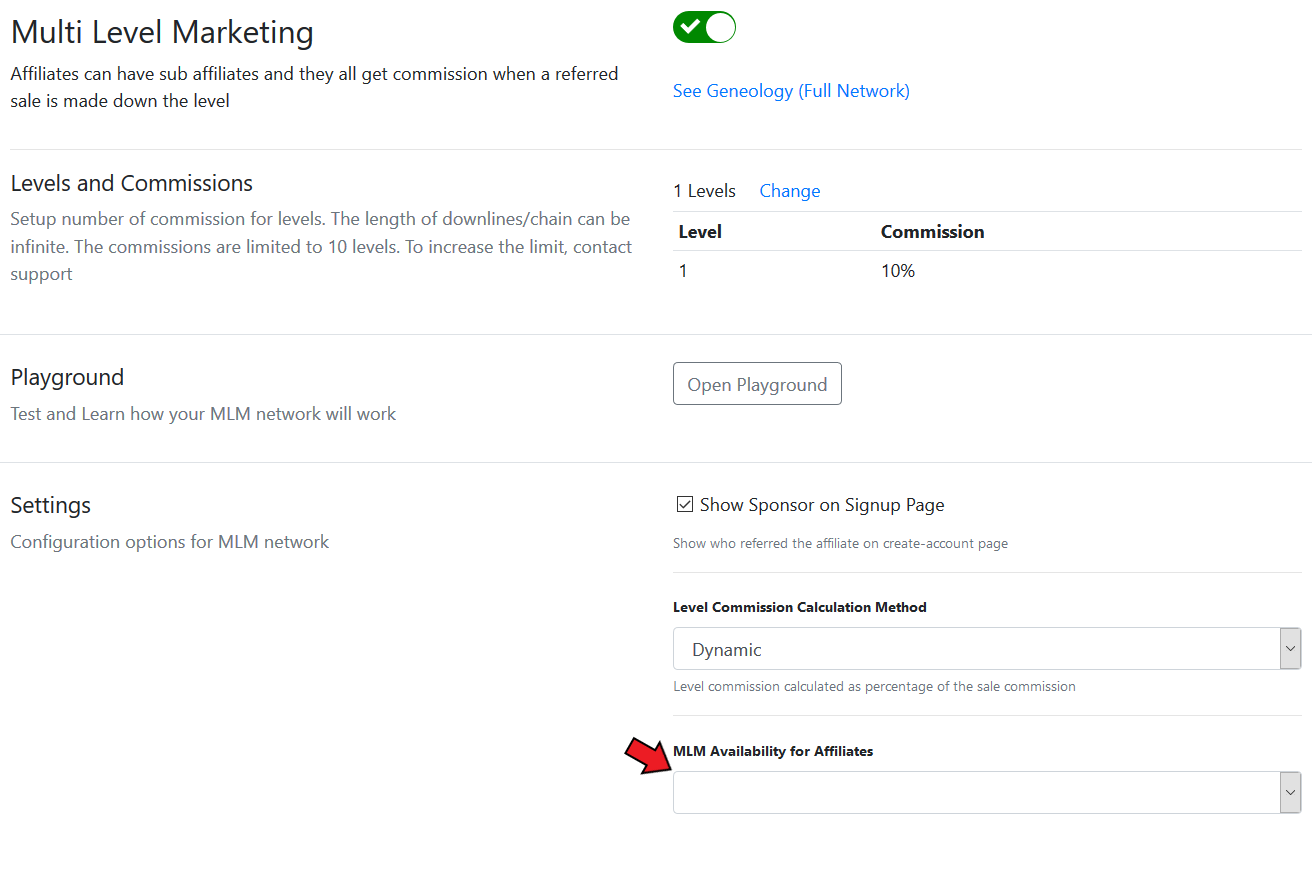 Multi Level Marketing
Affiliates can have sub affiliates and they all get commission when a referred
sale is made down the level
See Geneology (Full Network)
Levels and Commissions
Setup number of commission for levels. The length of downlines/chain can be
infinite. The commissions are limited to 10 levels. To increase the limit, contact
support
1 Levels Change
Level Commission
1 10%
Playground
Test and Learn how your MLM network will work
Open Playground
Settings
Configuration options for MLM network
Show Sponsor on Signup Page
Show who referred the affiliate on create-account page
Level Commission Calculation Method
Dynamic
Level commission calculated as percentage of the sale commission
MLM Availability for Affiliates